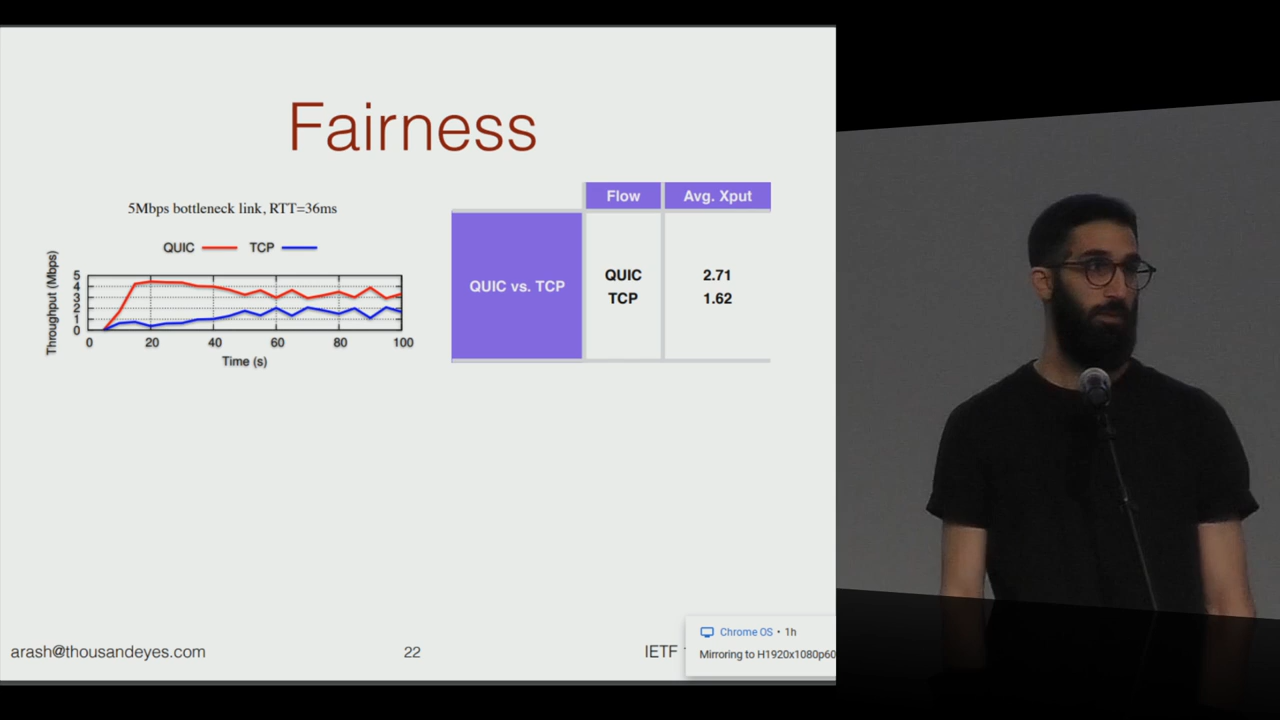 Fairness
5Mbps bottleneck link, RTT=36ms
QUIC TCP
Throughput (Mbps)
5
4
3
2
1
0
0 20 40 60 80 100
Time (s)
Flow Avg. Xput
QUIC vs. TCP
QUIC 2.71
TCP 1.62
arash@thousandeyes.com 22 IETF
Chrome OS • 1h
Mirroring to H1920x1080p60